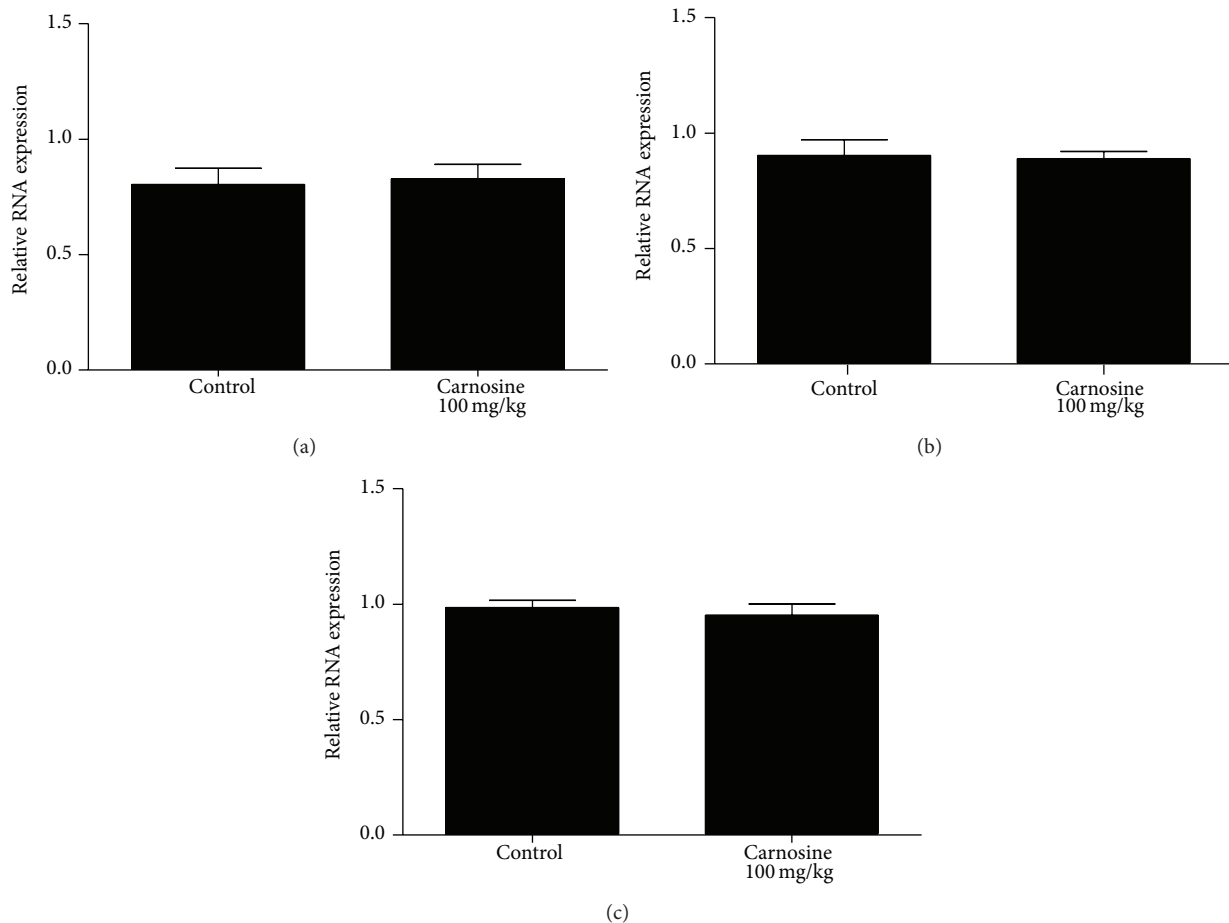 Relative RNA expression
1.5
1.0
0.5
0.0
Control
Carnosine
100 mg/kg
(a)
Relative RNA expression
1.5
1.0
0.5
0.0
Control
Carnosine
100 mg/kg
(b)
Relative RNA expression
1.5
1.0
0.5
0.0
Control
Carnosine
100 mg/kg
(c)